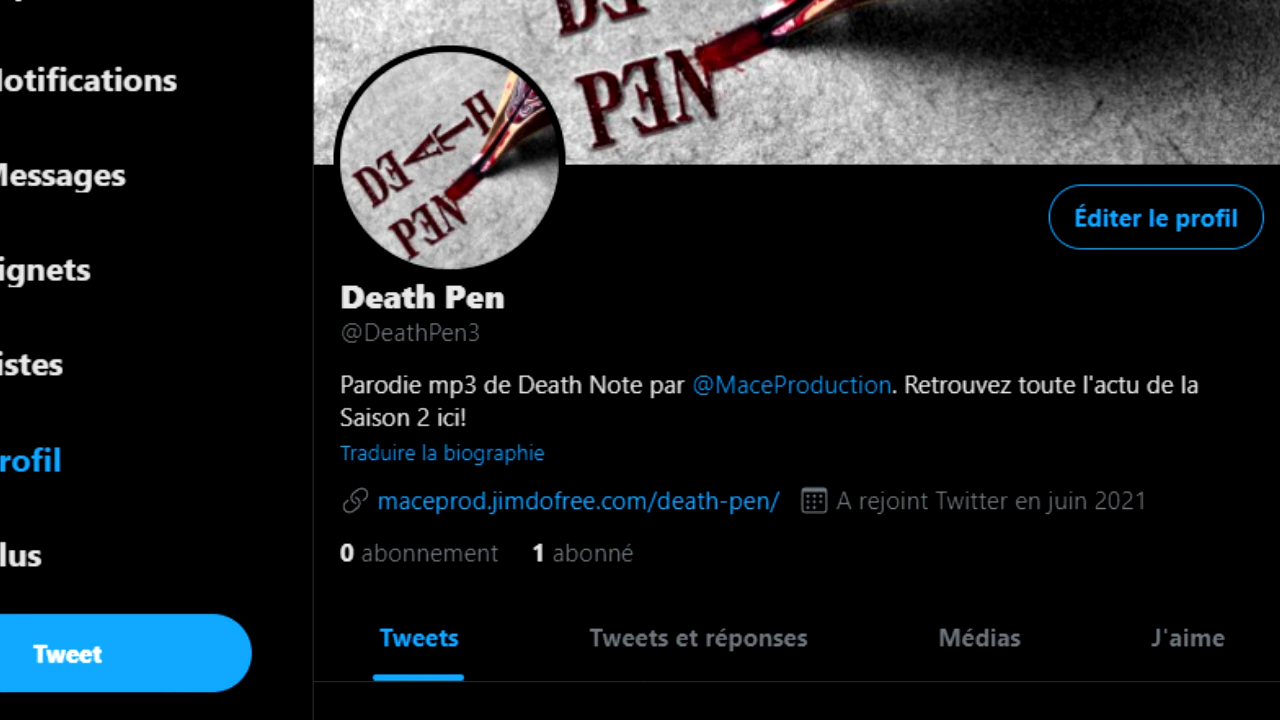 DE
PEN
DEATH
PEN
otifications
essages
ignets
istes
rofil
lus
Tweet
Éditer le profil
Death Pen
@DeathPen3
Parodie mp3 de Death Note par @MaceProduction. Retrouvez toute l'actu de la
Saison 2 ici!
Traduire la biographie
maceprod.jimdofree.com/death-pen/ A rejoint Twitter en juin 2021
0 abonnement 1 abonné
Tweets Tweets et réponses Médias J'aime